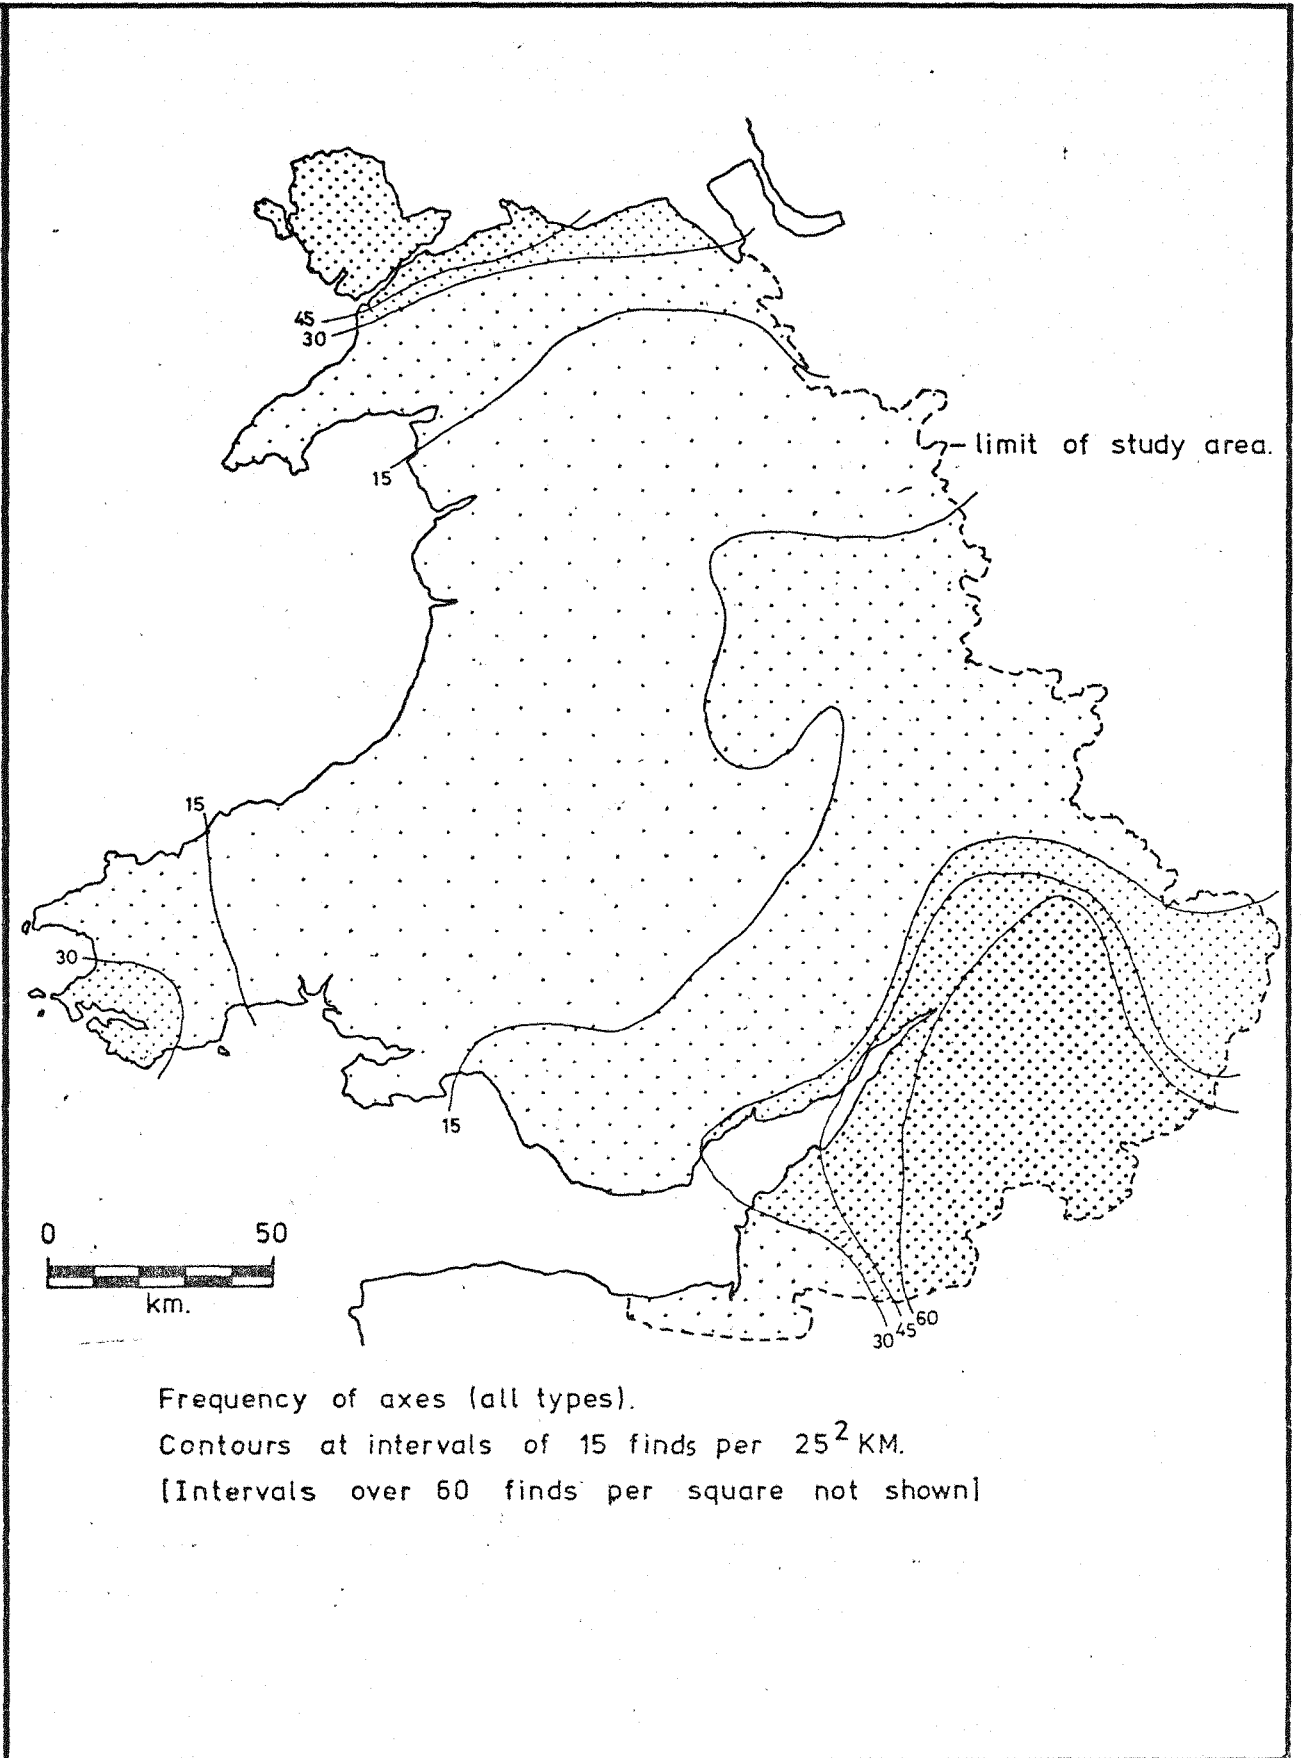 45
30
15
limit of study area.
15
30
15
0 50
km.
30 45 60
Frequency of axes (all types).
Contours at intervals of 15 finds per 25² KM.
[Intervals over 60 finds per square not shown]